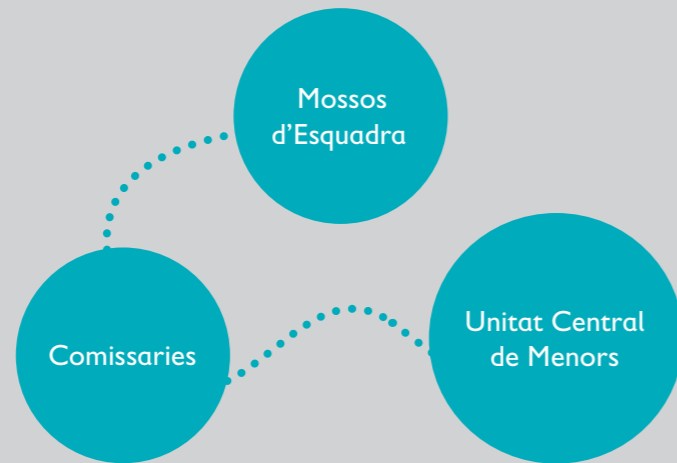 Mossos
d’Esquadra
Comissaries
Unitat Central
de Menors